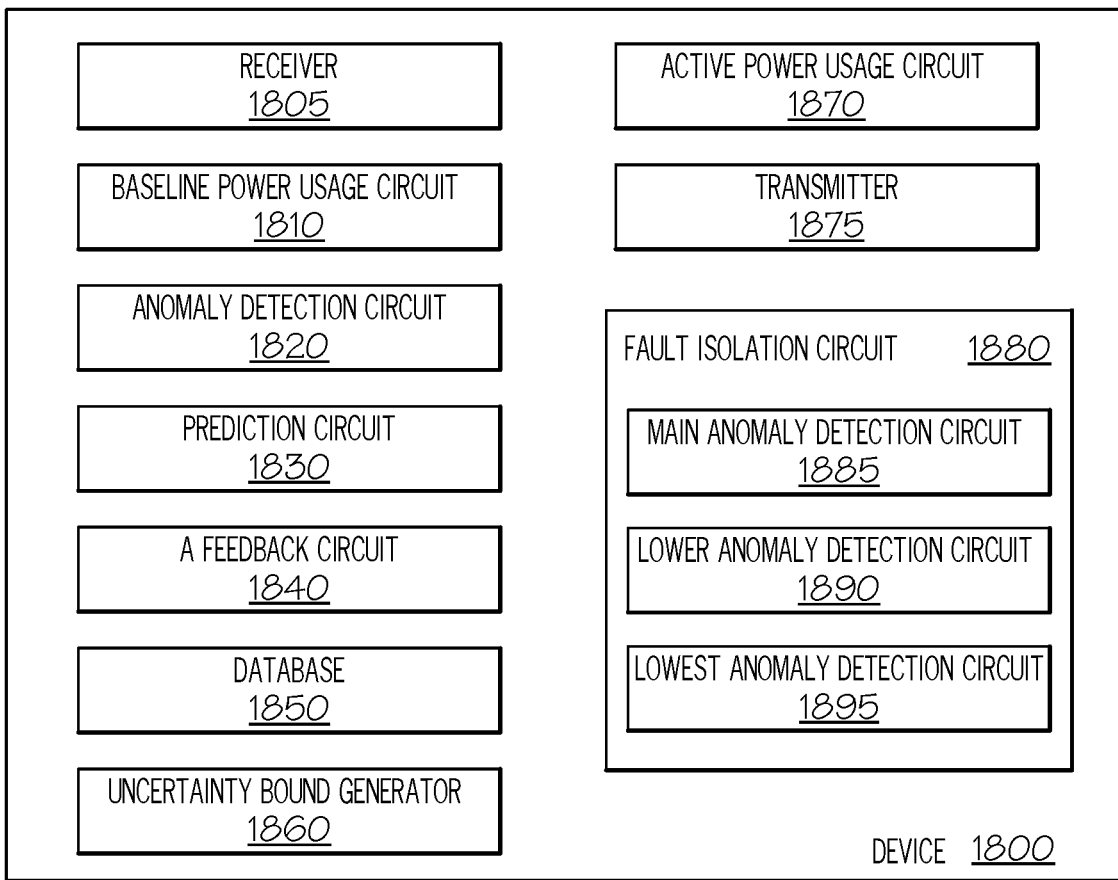 RECEIVER
1805
BASELINE POWER USAGE CIRCUIT
1810
ANOMALY DETECTION CIRCUIT
1820
PREDICTION CIRCUIT
1830
A FEEDBACK CIRCUIT
1840
DATABASE
1850
UNCERTAINTY BOUND GENERATOR
1860
ACTIVE POWER USAGE CIRCUIT
1870
TRANSMITTER
1875
FAULT ISOLATION CIRCUIT 1880
MAIN ANOMALY DETECTION CIRCUIT
1885
LOWER ANOMALY DETECTION CIRCUIT
1890
LOWEST ANOMALY DETECTION CIRCUIT
1895
DEVICE 1800